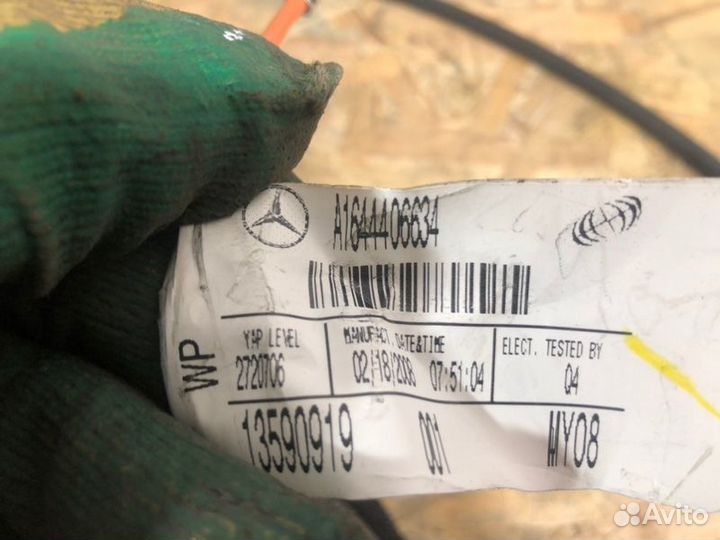 A1644406634
WP
YAP LEVEL
2720706
MANUFACT. DATE&TIME
02/18/2008 07:51:04
ELECT. TESTED BY
Q4
13590919
001
MY08
Avito